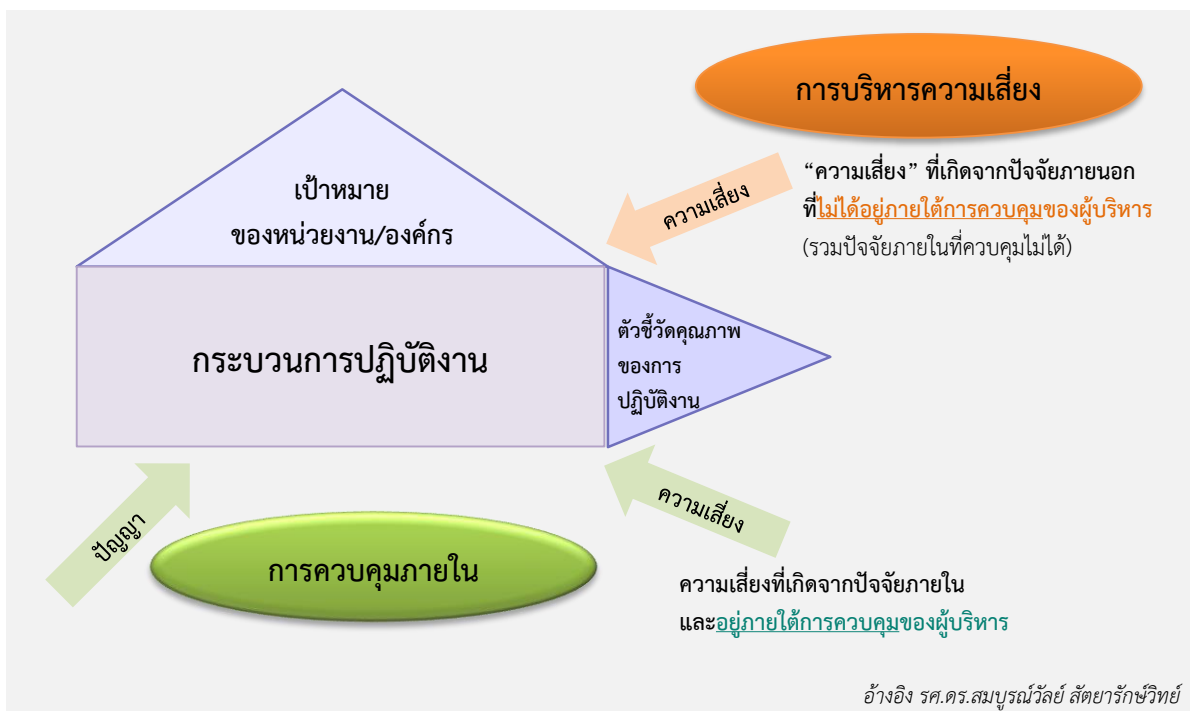 การบริหารความเสี่ยง
“ความเสี่ยง” ที่เกิดจากปัจจัยภายนอก
ที่ไม่ได้อยู่ภายใต้การควบคุมของผู้บริหาร
(รวมปัจจัยภายในที่ควบคุมไม่ได้)
ความเสี่ยง
เป้าหมาย
ของหน่วยงาน/องค์กร
กระบวนการปฏิบัติงาน
ตัวชี้วัดคุณภาพ
ของการ
ปฏิบัติงาน
ปัญญา
การควบคุมภายใน
ความเสี่ยง
ความเสี่ยงที่เกิดจากปัจจัยภายใน
และอยู่ภายใต้การควบคุมของผู้บริหาร
อ้างอิง รศ.ดร.สมบูรณ์วัลย์ สัตยารักษ์วิทย์